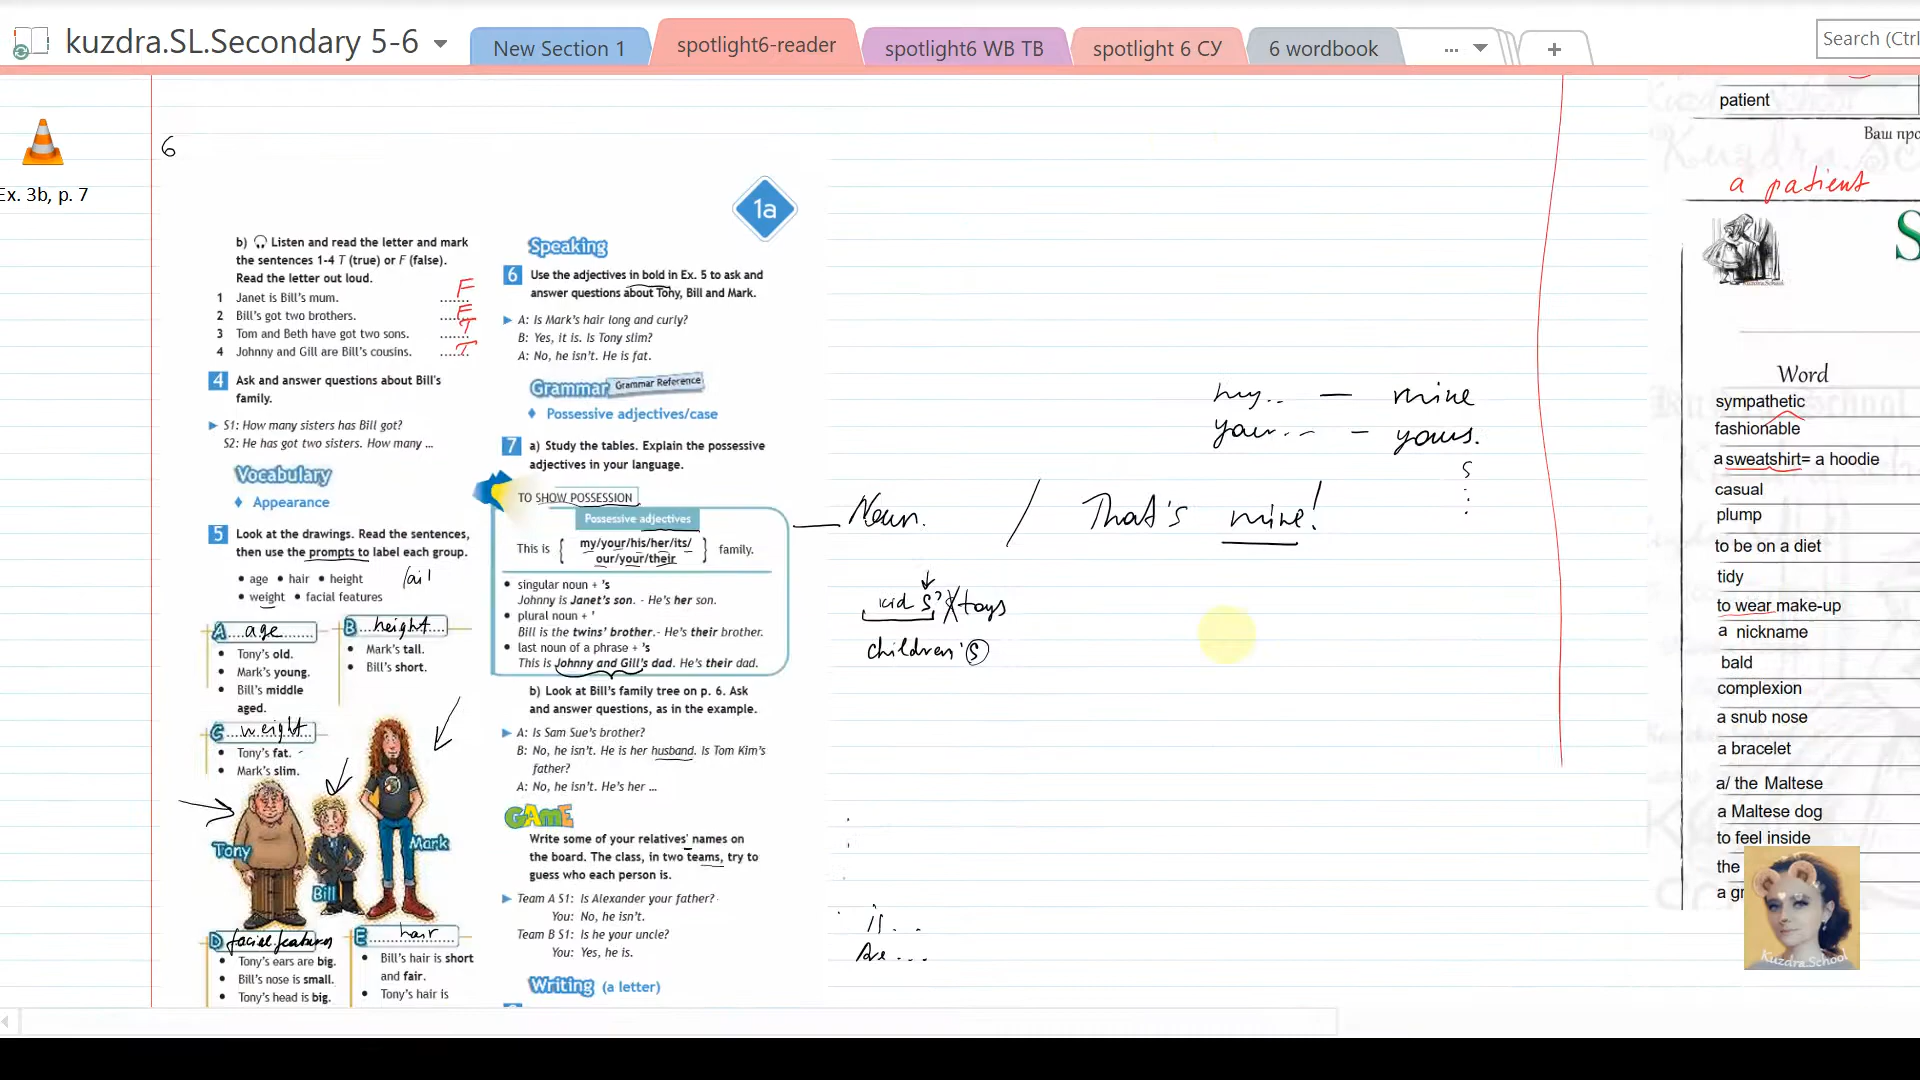 kuzdra.SL.Secondary 5-6
New Section 1
spotlight6-reader
spotlight6 WB TB
spotlight 6 СУ
6 wordbook
...
+
Search (Ctrl
Ex. 3b, p. 7
6
1a
b) Listen and read the letter and mark
the sentences 1-4 T (true) or F (false).
Read the letter out loud.
1 Janet is Bill's mum. ....... F
2 Bill's got two brothers. ....... F
3 Tom and Beth have got two sons. ....... T
4 Johnny and Gill are Bill's cousins. ....... T
4 Ask and answer questions about Bill's
family.
S1: How many sisters has Bill got?
S2: He has got two sisters. How many ...
Vocabulary
Appearance
5 Look at the drawings. Read the sentences,
then use the prompts to label each group.
• age • hair • height
• weight • facial features
A....age.......
• Tony's old.
• Mark's young.
• Bill's middle
aged.
B...height....
• Mark's tall.
• Bill's short.
C...weight...
• Tony's fat.
• Mark's slim.
Tony
Bill
Mark
D facial features
• Tony's ears are big.
• Bill's nose is small.
• Tony's head is big.
E.......hair.......
• Bill's hair is short
and fair.
• Tony's hair is
Speaking
6 Use the adjectives in bold in Ex. 5 to ask and
answer questions about Tony, Bill and Mark.
A: Is Mark's hair long and curly?
B: Yes, it is. Is Tony slim?
A: No, he isn't. He is fat.
Grammar Grammar Reference
Possessive adjectives/case
7 a) Study the tables. Explain the possessive
adjectives in your language.
TO SHOW POSSESSION
Possessive adjectives
This is { my/your/his/her/its/
our/your/their } family.
• singular noun + 's
Johnny is Janet's son. - He's her son.
• plural noun + '
Bill is the twins' brother.- He's their brother.
• last noun of a phrase + 's
This is Johnny and Gill's dad. He's their dad.
b) Look at Bill's family tree on p. 6. Ask
and answer questions, as in the example.
A: Is Sam Sue's brother?
B: No, he isn't. He is her husband. Is Tom Kim's
father?
A: No, he isn't. He's her ...
GAME
Write some of your relatives' names on
the board. The class, in two teams, try to
guess who each person is.
Team A S1: Is Alexander your father?
You: No, he isn't.
Team B S1: Is he your uncle?
You: Yes, he is.
Writing (a letter)
my.. — mine
your... - yours.
s
Noun. / That's mine!
kid s' toys
children's
is...
Are...
patient
Ваш про
a patient
S
Word
sympathetic
fashionable
a sweatshirt= a hoodie
casual
plump
to be on a diet
tidy
to wear make-up
a nickname
bald
complexion
a snub nose
a bracelet
a/ the Maltese
a Maltese dog
to feel inside
the
a gr
Kuzdra.School